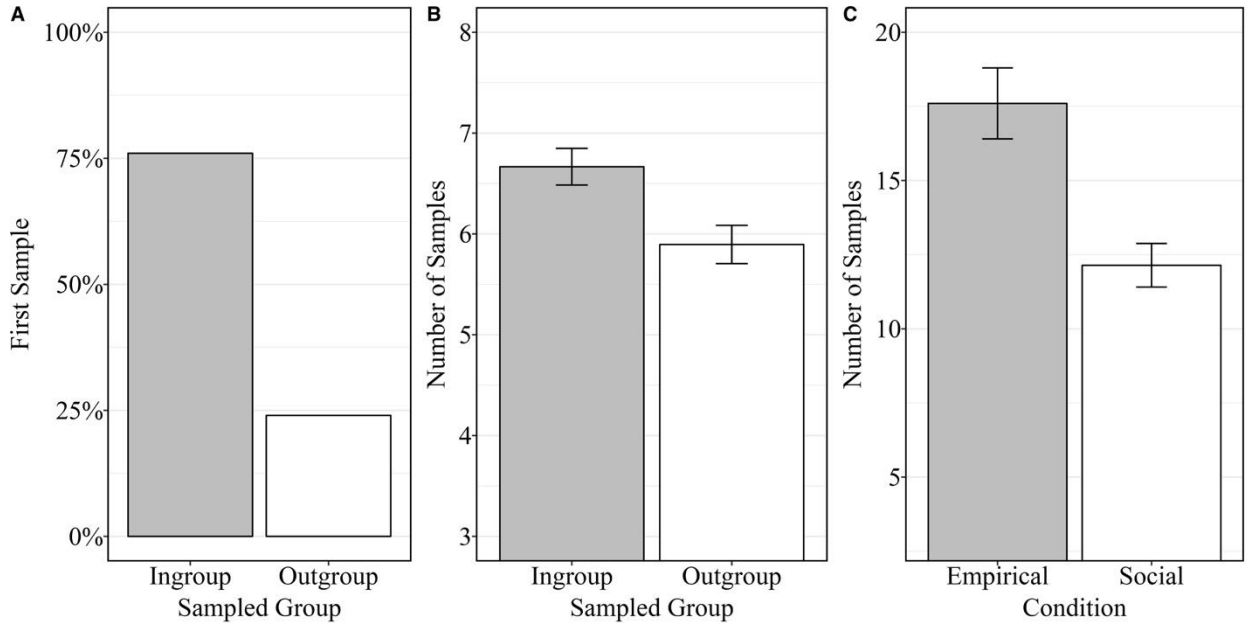 A
First Sample
100%
75%
50%
25%
0%
Ingroup Outgroup
Sampled Group
B
Number of Samples
8
7
6
5
4
3
Ingroup Outgroup
Sampled Group
C
Number of Samples
20
15
10
5
Empirical Social
Condition